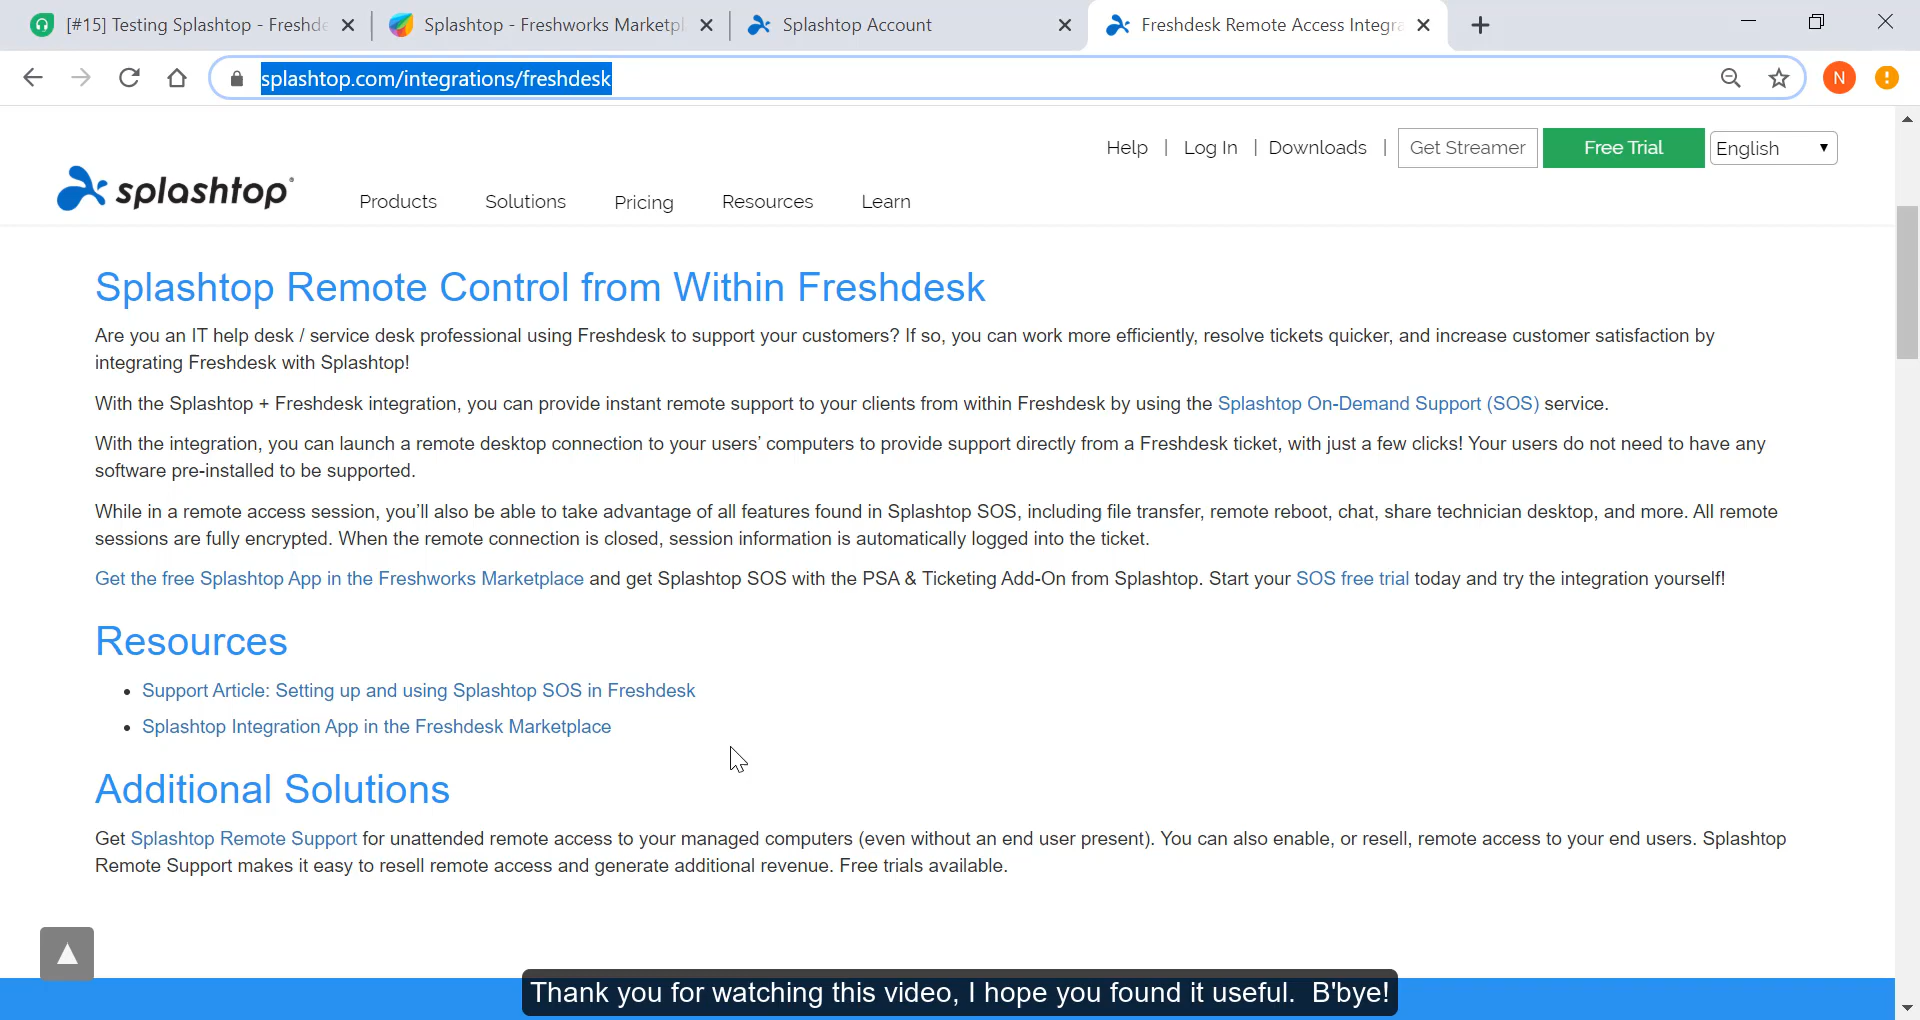 [#15] Testing Splashtop - Freshde
Splashtop - Freshworks Marketpl
Splashtop Account
Freshdesk Remote Access Integra
splashtop.com/integrations/freshdesk
N
Help | Log In | Downloads | Get Streamer Free Trial English
splashtop
Products Solutions Pricing Resources Learn
Splashtop Remote Control from Within Freshdesk
Are you an IT help desk / service desk professional using Freshdesk to support your customers? If so, you can work more efficiently, resolve tickets quicker, and increase customer satisfaction by
integrating Freshdesk with Splashtop!
With the Splashtop + Freshdesk integration, you can provide instant remote support to your clients from within Freshdesk by using the Splashtop On-Demand Support (SOS) service.
With the integration, you can launch a remote desktop connection to your users' computers to provide support directly from a Freshdesk ticket, with just a few clicks! Your users do not need to have any
software pre-installed to be supported.
While in a remote access session, you'll also be able to take advantage of all features found in Splashtop SOS, including file transfer, remote reboot, chat, share technician desktop, and more. All remote
sessions are fully encrypted. When the remote connection is closed, session information is automatically logged into the ticket.
Get the free Splashtop App in the Freshworks Marketplace and get Splashtop SOS with the PSA & Ticketing Add-On from Splashtop. Start your SOS free trial today and try the integration yourself!
Resources
• Support Article: Setting up and using Splashtop SOS in Freshdesk
• Splashtop Integration App in the Freshdesk Marketplace
Additional Solutions
Get Splashtop Remote Support for unattended remote access to your managed computers (even without an end user present). You can also enable, or resell, remote access to your end users. Splashtop
Remote Support makes it easy to resell remote access and generate additional revenue. Free trials available.
Thank you for watching this video, I hope you found it useful. B'bye!